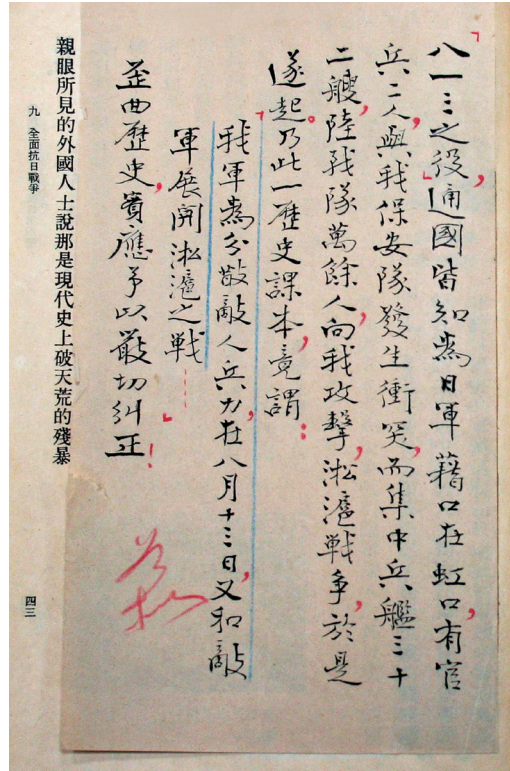 「八一三之役」，通國皆知為日軍藉口在虹口，有官
兵二人，與我保安隊發生衝突，而集中兵艦三十
二艘，陸戰隊萬餘人，向我攻擊，淞滬戰爭，於是
遂起。乃此一歷史課本，竟謂：
「我軍為分散敵人兵力，在八月十三日，又和敵
軍展開淞滬之戰……」
歪曲歷史，實應予以嚴切糾正！
九 全面抗日戰爭
四三
親眼所見的外國人士說那是現代史上破天荒的殘暴